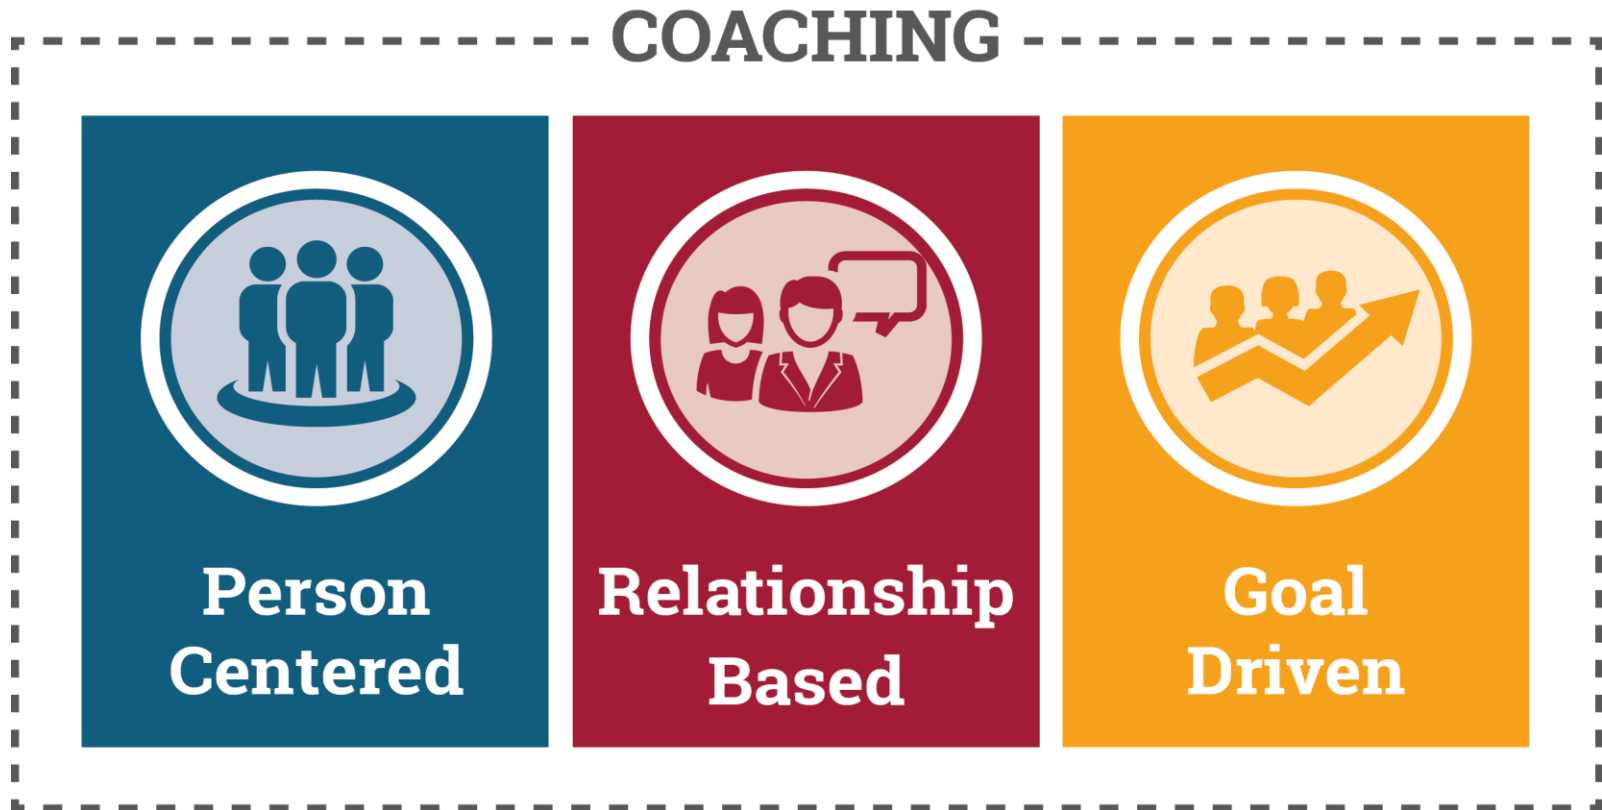 COACHING
Person
Centered
Relationship
Based
Goal
Driven